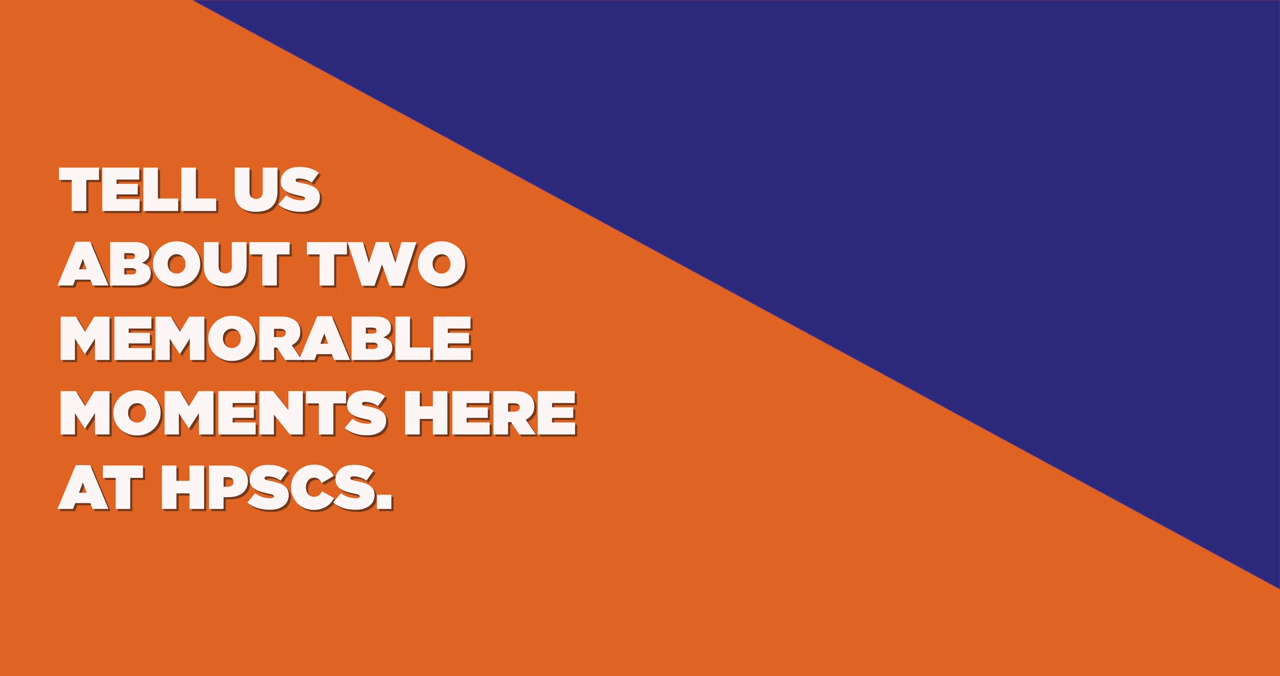 TELL US
ABOUT TWO
MEMORABLE
MOMENTS HERE
AT HPSCS.